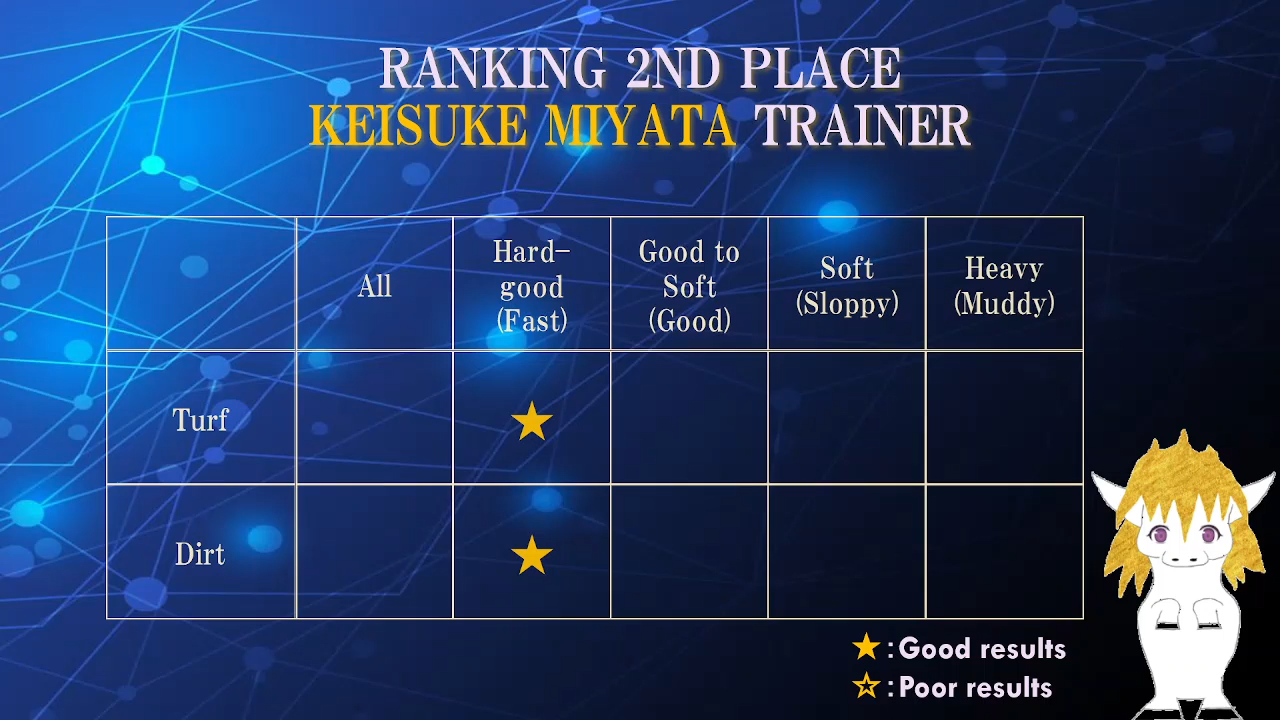 RANKING 2ND PLACE
KEISUKE MIYATA TRAINER
All
Hard-
good
(Fast)
Good to
Soft
(Good)
Soft
(Sloppy)
Heavy
(Muddy)
Turf
★
Dirt
★
★:Good results
☆:Poor results